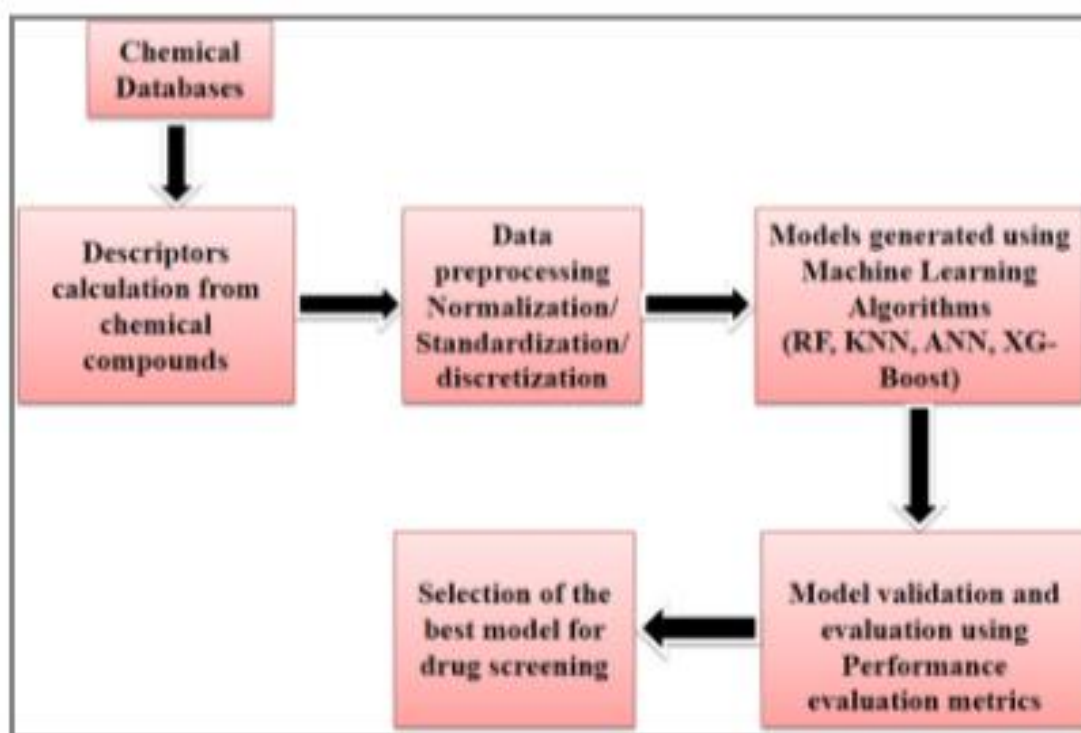 Chemical
Databases
Descriptors
calculation from
chemical
compounds
Data
preprocessing
Normalization/
Standardization/
discretization
Models generated using
Machine Learning
Algorithms
(RF, KNN, ANN, XG-
Boost)
Selection of the
best model for
drug screening
Model validation and
evaluation using
Performance
evaluation metrics